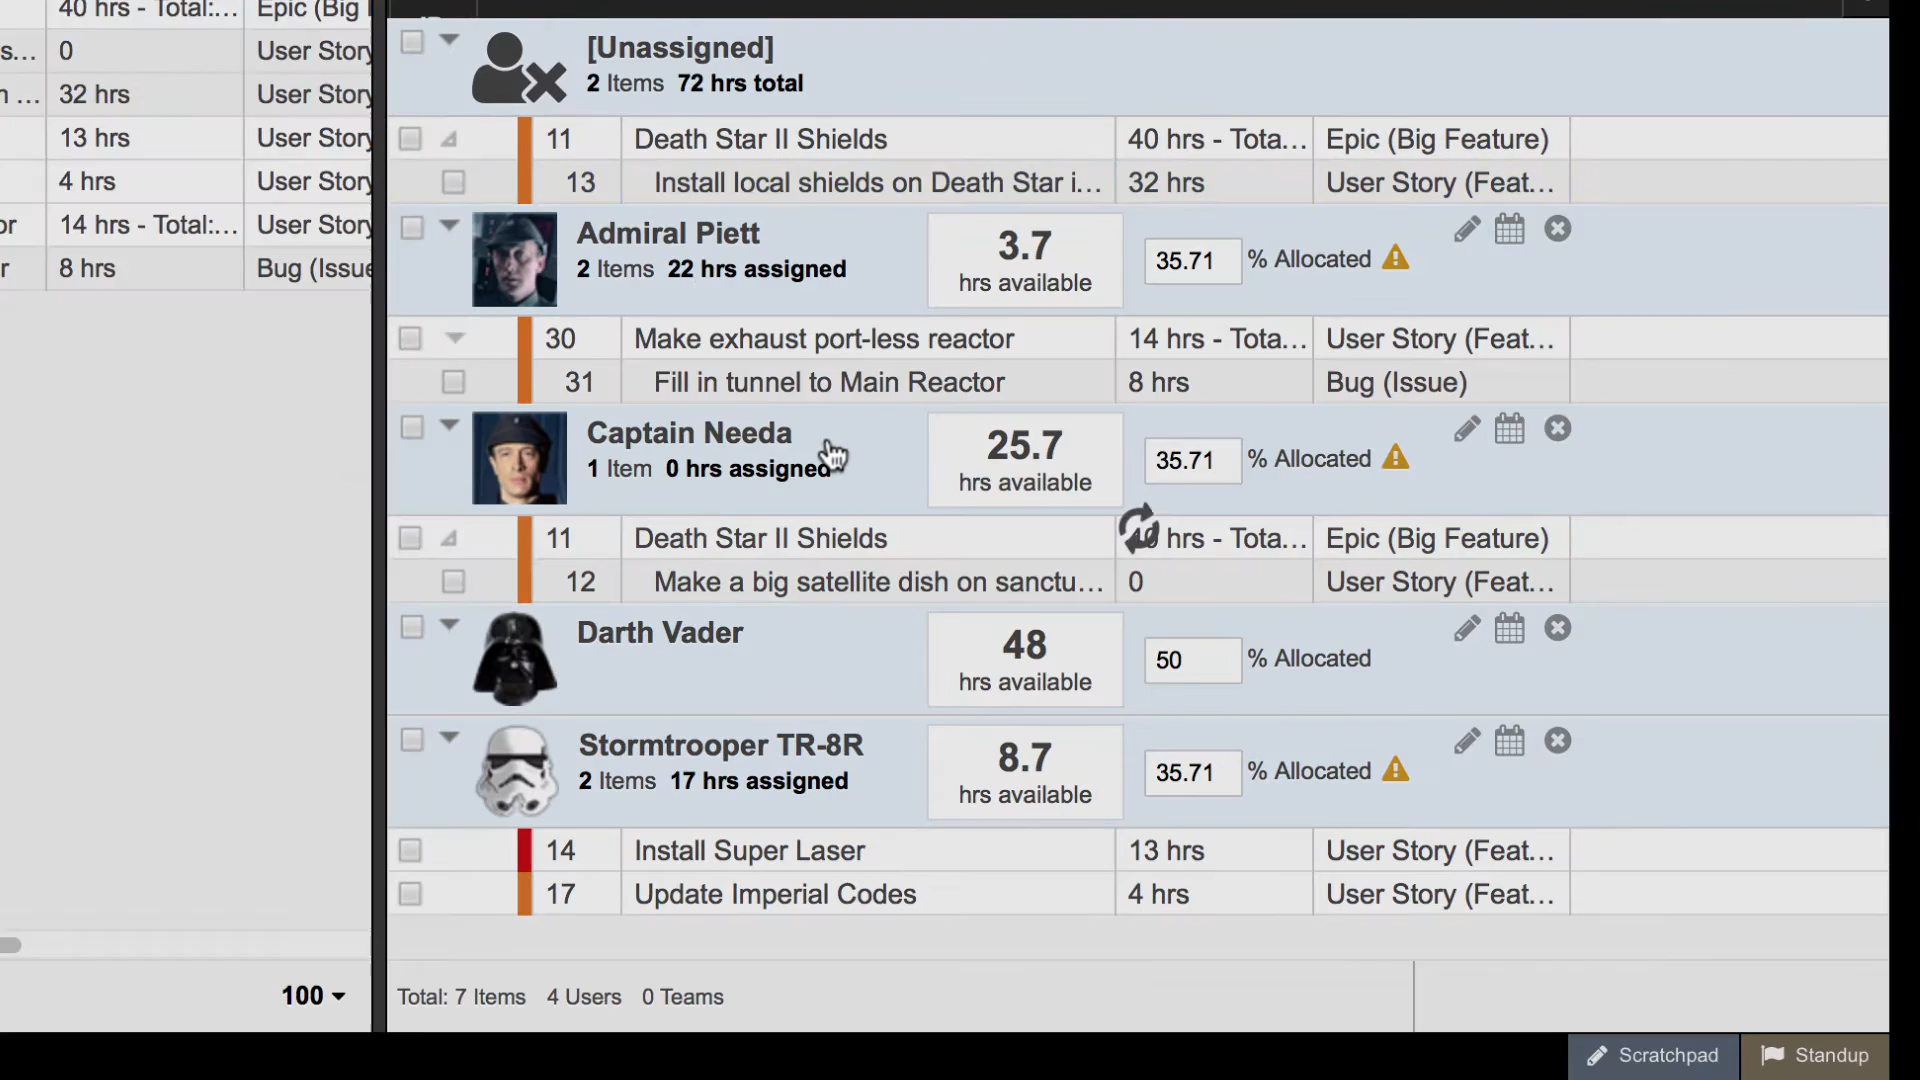 40 hrs - Total:... Epic (Big
s... 0 User Story
n ... 32 hrs User Story
13 hrs User Story
4 hrs User Story
or 14 hrs - Total:... User Story
r 8 hrs Bug (Issue
100
[Unassigned]
2 Items 72 hrs total
11 Death Star II Shields 40 hrs - Tota... Epic (Big Feature)
13 Install local shields on Death Star i... 32 hrs User Story (Feat...
Admiral Piett
2 Items 22 hrs assigned
3.7
hrs available
35.71 % Allocated
30 Make exhaust port-less reactor 14 hrs - Tota... User Story (Feat...
31 Fill in tunnel to Main Reactor 8 hrs Bug (Issue)
Captain Needa
1 Item 0 hrs assigned
25.7
hrs available
35.71 % Allocated
11 Death Star II Shields 40 hrs - Tota... Epic (Big Feature)
12 Make a big satellite dish on sanctu... 0 User Story (Feat...
Darth Vader
48
hrs available
50 % Allocated
Stormtrooper TR-8R
2 Items 17 hrs assigned
8.7
hrs available
35.71 % Allocated
14 Install Super Laser 13 hrs User Story (Feat...
17 Update Imperial Codes 4 hrs User Story (Feat...
Total: 7 Items 4 Users 0 Teams
Scratchpad
Standup